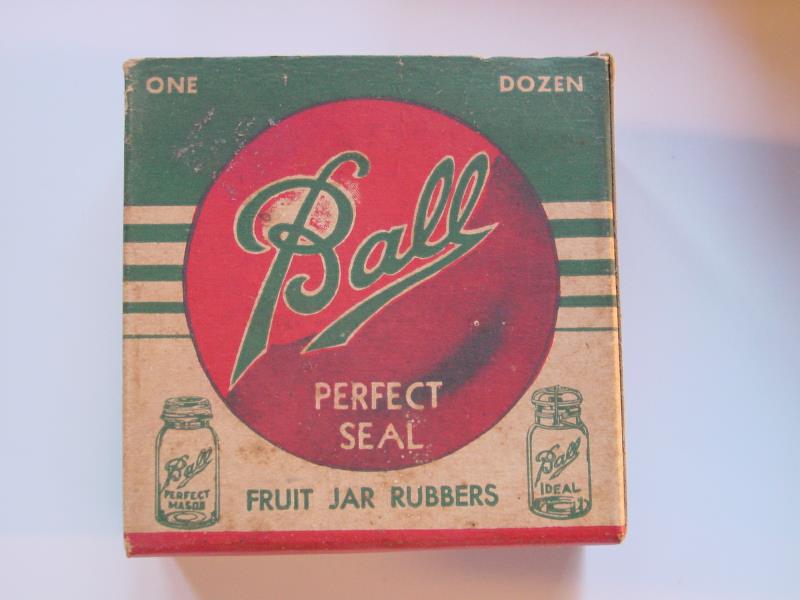 ONE DOZEN
Ball
PERFECT
SEAL
Ball
PERFECT
MASON
FRUIT JAR RUBBERS
Ball
IDEAL